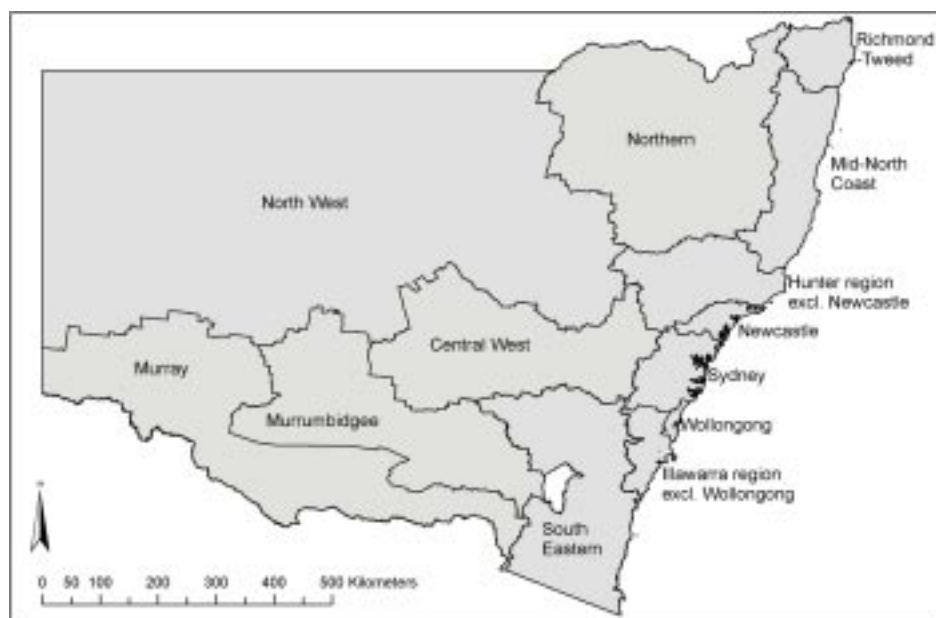 Richmond
-Tweed
Northern
Mid-North
Coast
North West
Hunter region
excl. Newcastle
Newcastle
Central West
Murray
Sydney
Murrumbidgee
Wollongong
Illawarra region
excl. Wollongong
South
Eastern
0 50 100 200 300 400 500 Kilometers